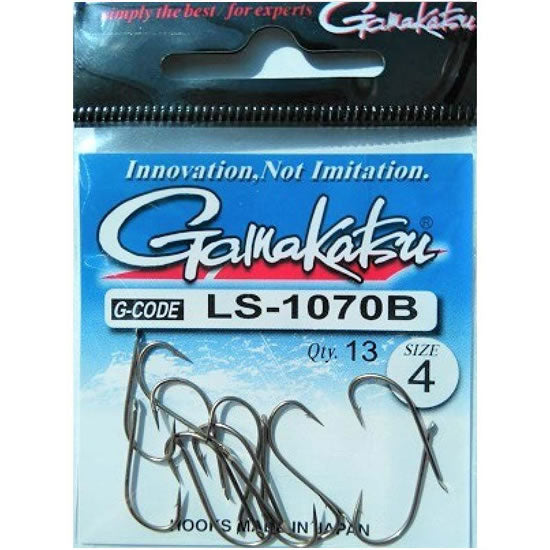 simply the best / for experts
Gamakatsu
Innovation, Not Imitation.
Gamakatsu®
G-CODE LS-1070B
Qty. 13 SIZE 4
HOOKS MADE IN JAPAN